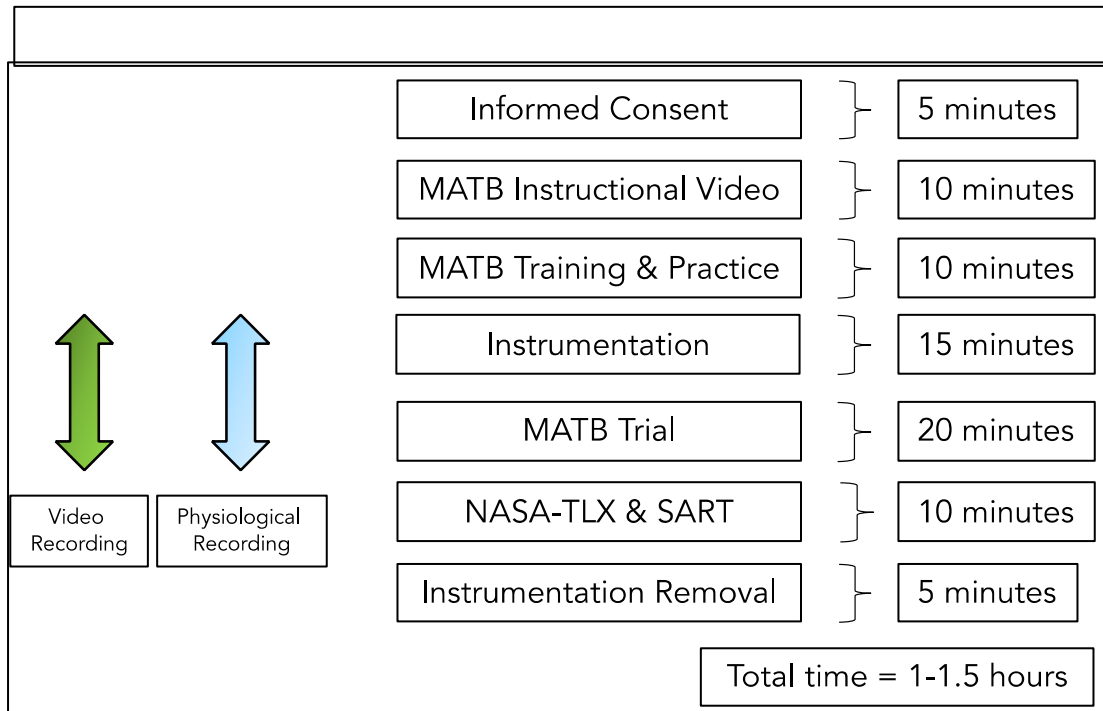 Informed Consent
5 minutes
MATB Instructional Video
10 minutes
MATB Training & Practice
10 minutes
Instrumentation
15 minutes
MATB Trial
20 minutes
Video
Recording
Physiological
Recording
NASA-TLX & SART
10 minutes
Instrumentation Removal
5 minutes
Total time = 1-1.5 hours